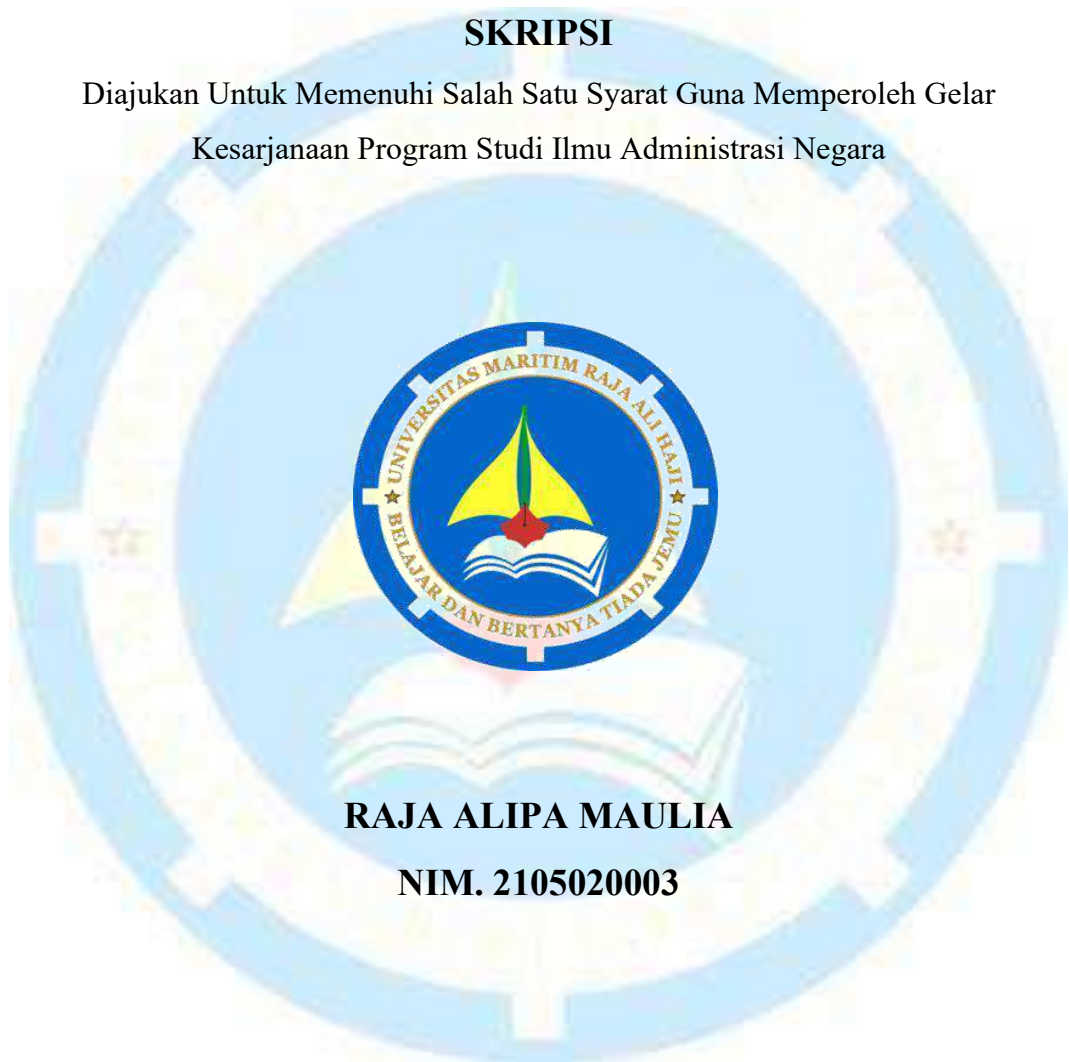 SKRIPSI
Diajukan Untuk Memenuhi Salah Satu Syarat Guna Memperoleh Gelar
Kesarjanaan Program Studi Ilmu Administrasi Negara
UNIVERSITAS MARITIM RAJA ALI HAJI
BELAJAR DAN BERTANYA TIADA JEMU
RAJA ALIPA MAULIA
NIM. 2105020003